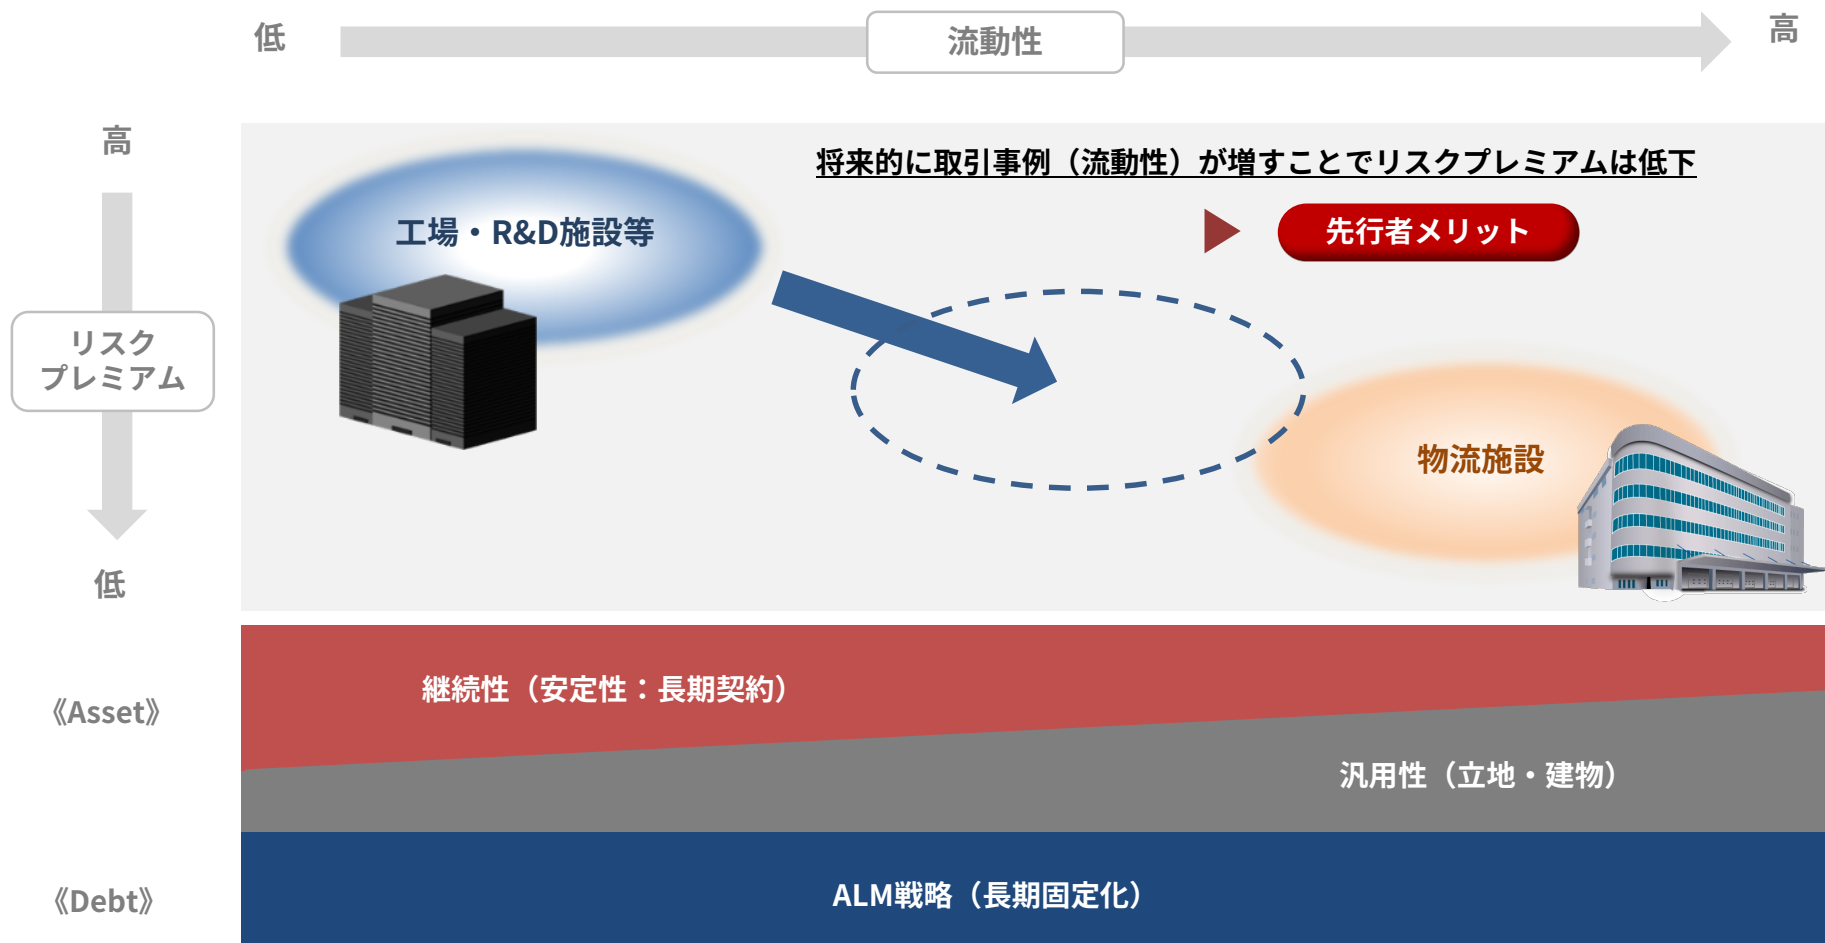 低
流動性
高
高
リスク
プレミアム
低
将来的に取引事例（流動性）が増すことでリスクプレミアムは低下
先行者メリット
工場・R&D施設等
物流施設
《Asset》
継続性（安定性：長期契約）
汎用性（立地・建物）
《Debt》
ALM戦略（長期固定化）